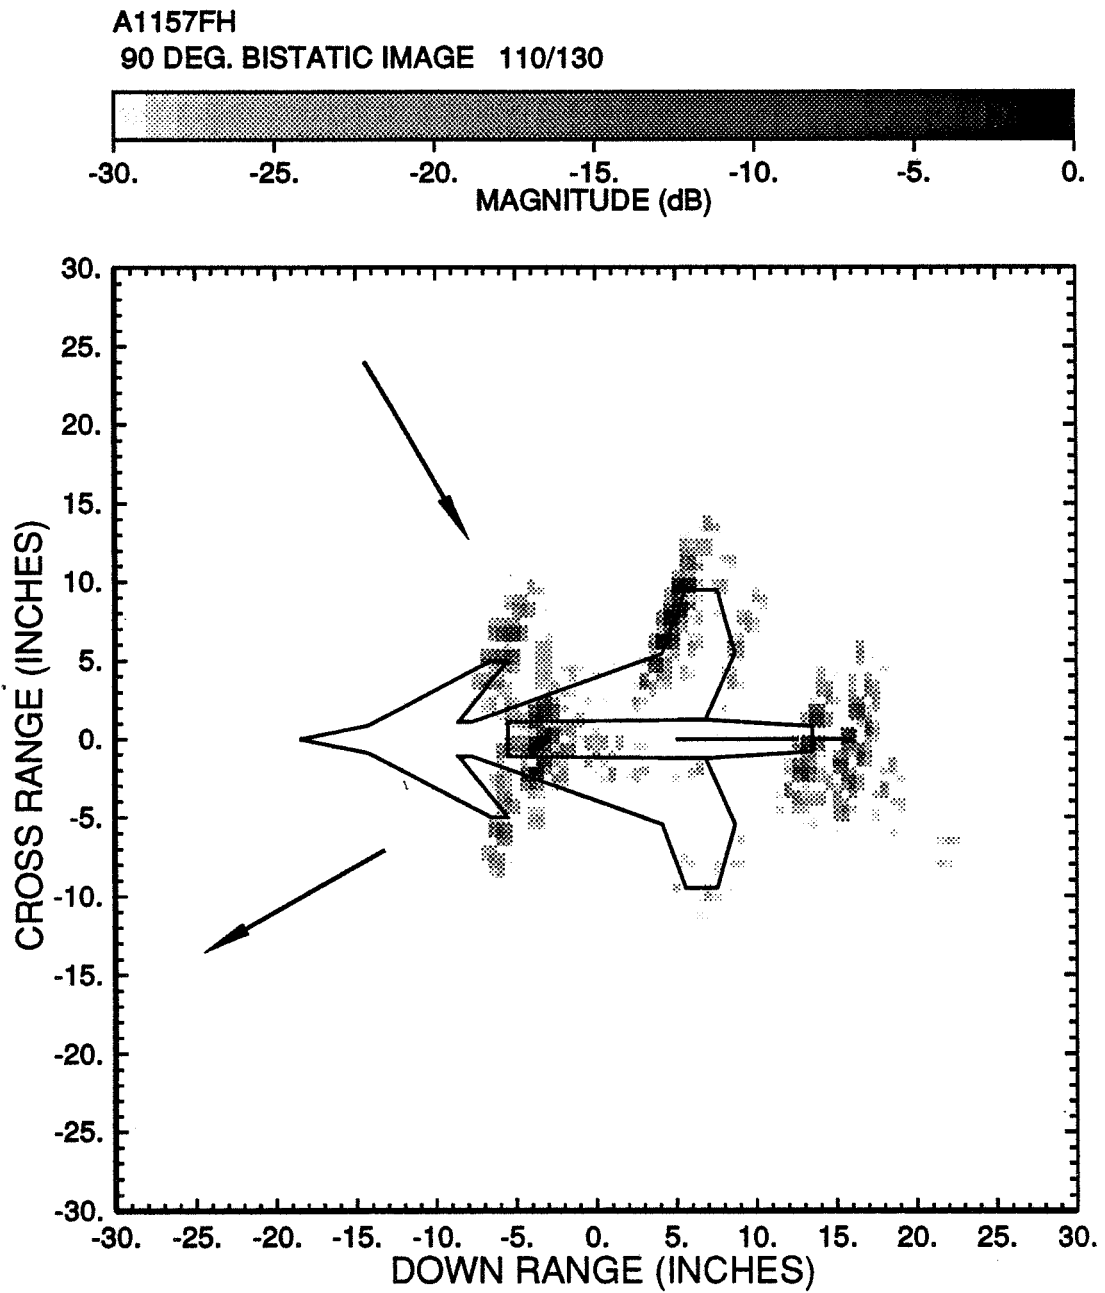 A1157FH
90 DEG. BISTATIC IMAGE 110/130
-30. -25. -20. -15. -10. -5. 0.
MAGNITUDE (dB)
30.
25.
20.
15.
10.
5.
0.
-5.
-10.
-15.
-20.
-25.
-30.
CROSS RANGE (INCHES)
-30. -25. -20. -15. -10. -5. 0. 5. 10. 15. 20. 25. 30.
DOWN RANGE (INCHES)